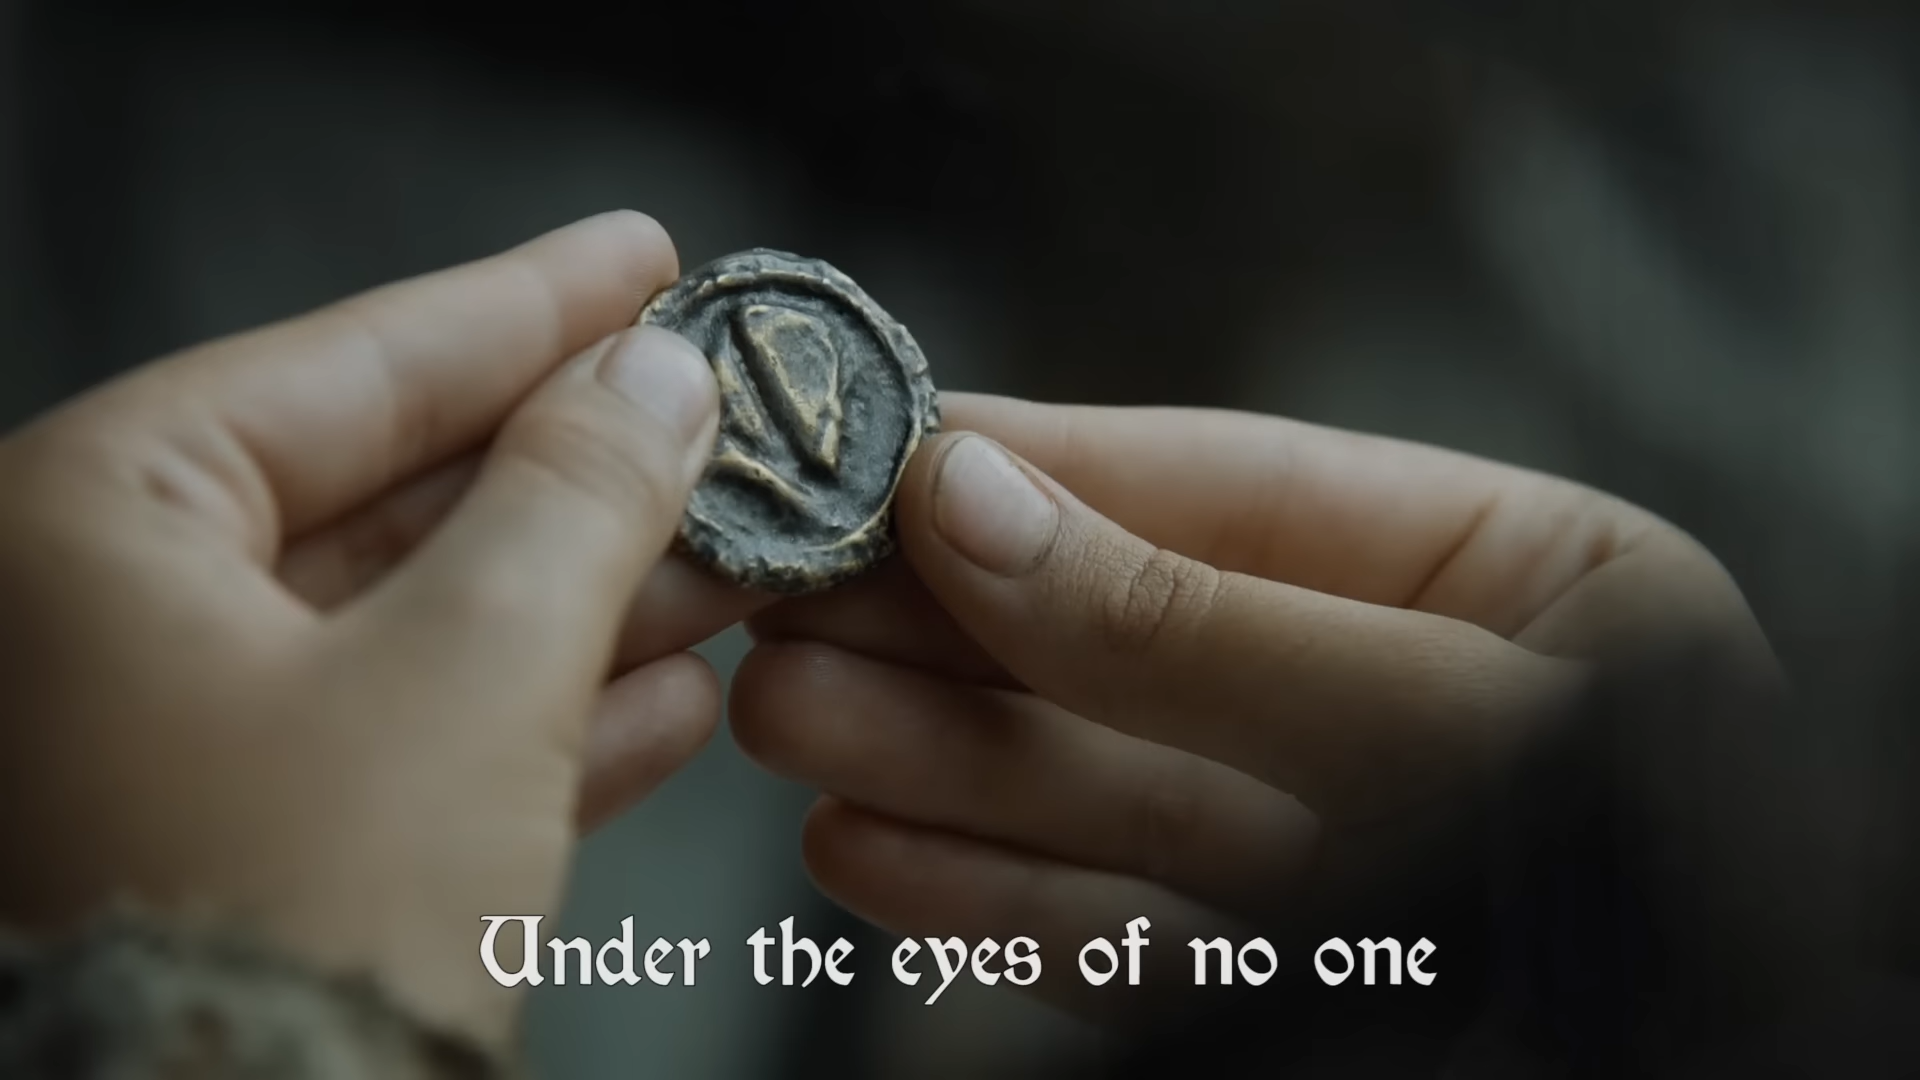 Under the eyes of no one